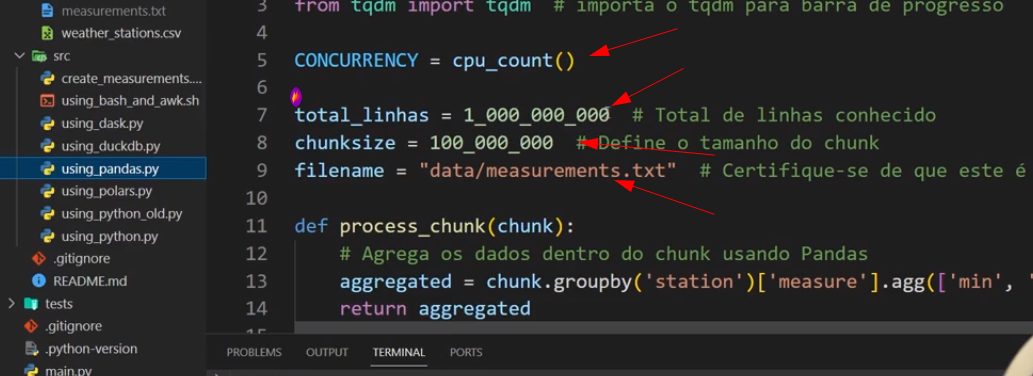 measurements.txt
weather_stations.csv
src
create_measurements....
using_bash_and_awk.sh
using_dask.py
using_duckdb.py
using_pandas.py
using_polars.py
using_python_old.py
using_python.py
.gitignore
README.md
tests
.gitignore
.python-version
main.py
3 from tqdm import tqdm # importa o tqdm para barra de progresso
4
5 CONCURRENCY = cpu_count()
6
7 total_linhas = 1_000_000_000 # Total de linhas conhecido
8 chunksize = 100_000_000 # Define o tamanho do chunk
9 filename = "data/measurements.txt" # Certifique-se de que este é
10
11 def process_chunk(chunk):
12 # Agrega os dados dentro do chunk usando Pandas
13 aggregated = chunk.groupby('station')['measure'].agg(['min', '
14 return aggregated
15
PROBLEMS OUTPUT TERMINAL PORTS